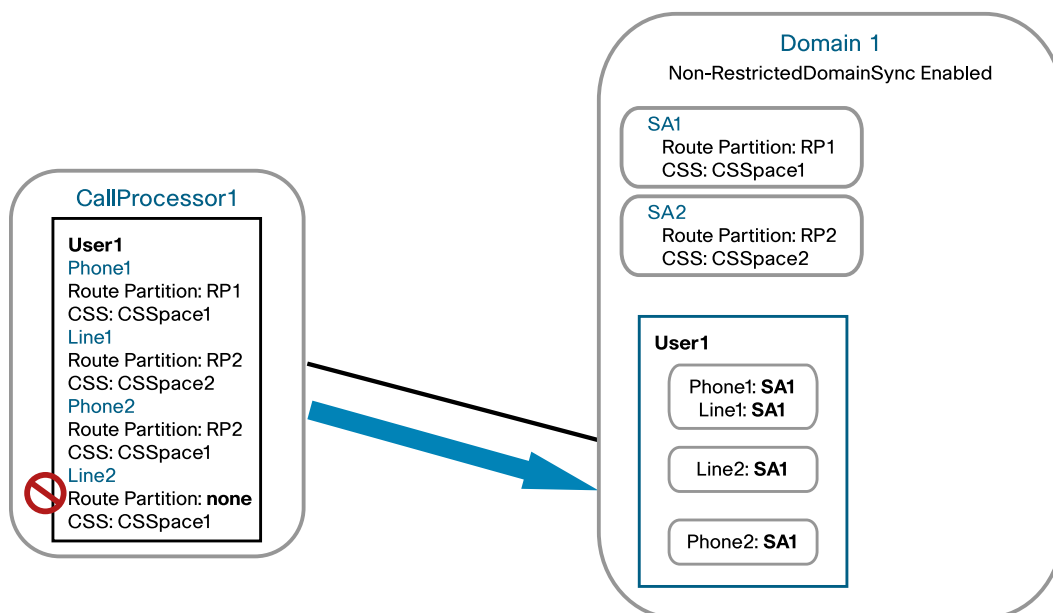 CallProcessor1
User1
Phone1
Route Partition: RP1
CSS: CSSpace1
Line1
Route Partition: RP2
CSS: CSSpace2
Phone2
Route Partition: RP2
CSS: CSSpace1
Line2
Route Partition: none
CSS: CSSpace1
Domain 1
Non-RestrictedDomainSync Enabled
SA1
Route Partition: RP1
CSS: CSSpace1
SA2
Route Partition: RP2
CSS: CSSpace2
User1
Phone1: SA1
Line1: SA1
Line2: SA1
Phone2: SA1